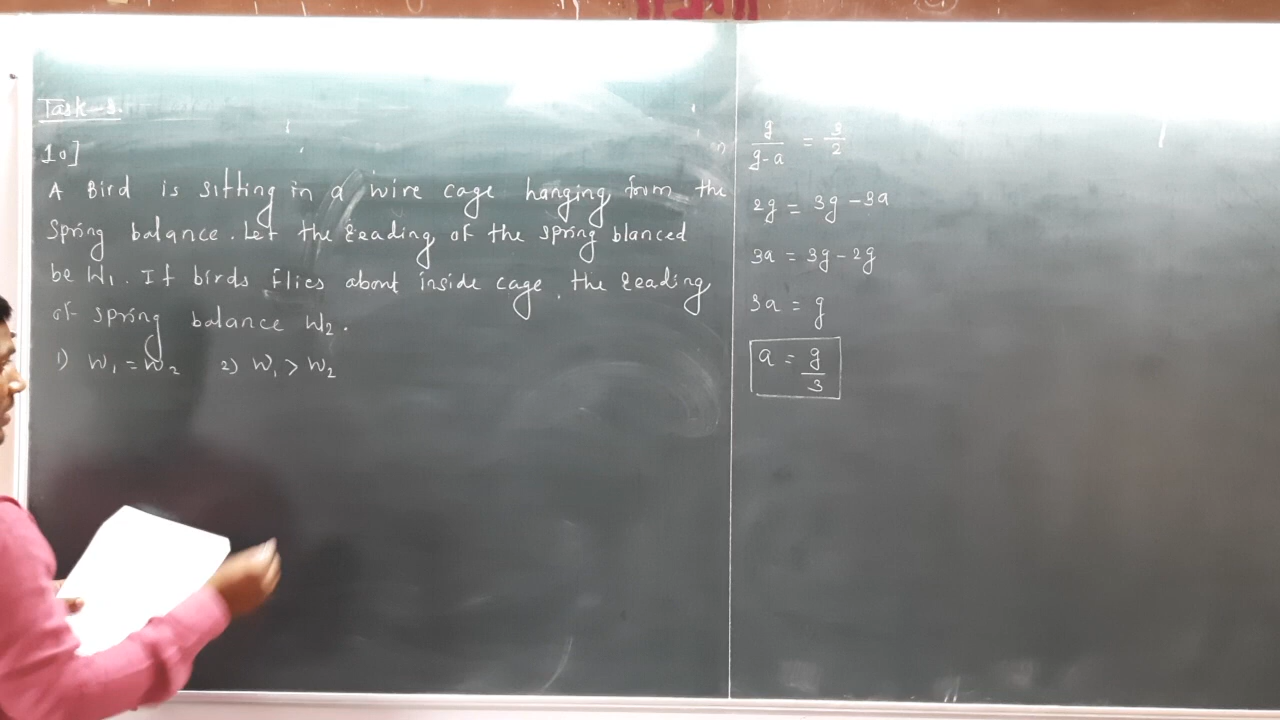 Task-
10]
A Bird is sitting in a wire cage hanging from the
Spring balance. Let the reading of the spring blanced
be W₁. If birds flies about inside cage, the reading
of spring balance W₂.
1) W₁ = W₂ 2) W₁ > W₂
g/(g-a) = 3/2
2g = 3g - 3a
3a = 3g - 2g
3a = g
a = g/3